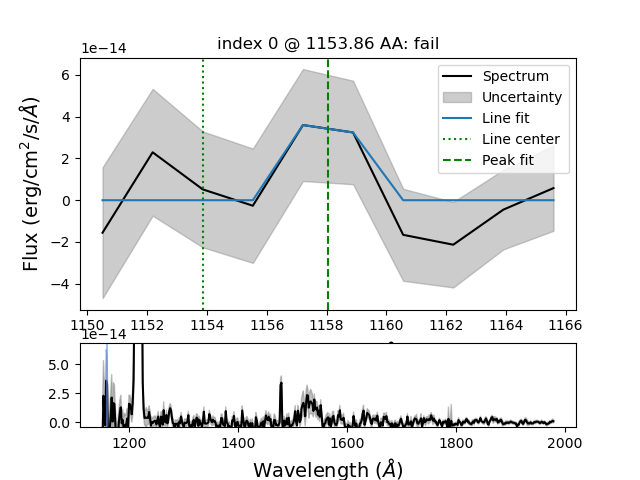 index 0 @ 1153.86 AA: fail
1e−14
Flux (erg/cm²/s/Å)
6
4
2
0
−2
−4
Spectrum
Uncertainty
Line fit
Line center
Peak fit
1150 1152 1154 1156 1158 1160 1162 1164 1166
1e−14
5.0
2.5
0.0
1200 1400 1600 1800 2000
Wavelength (Å)